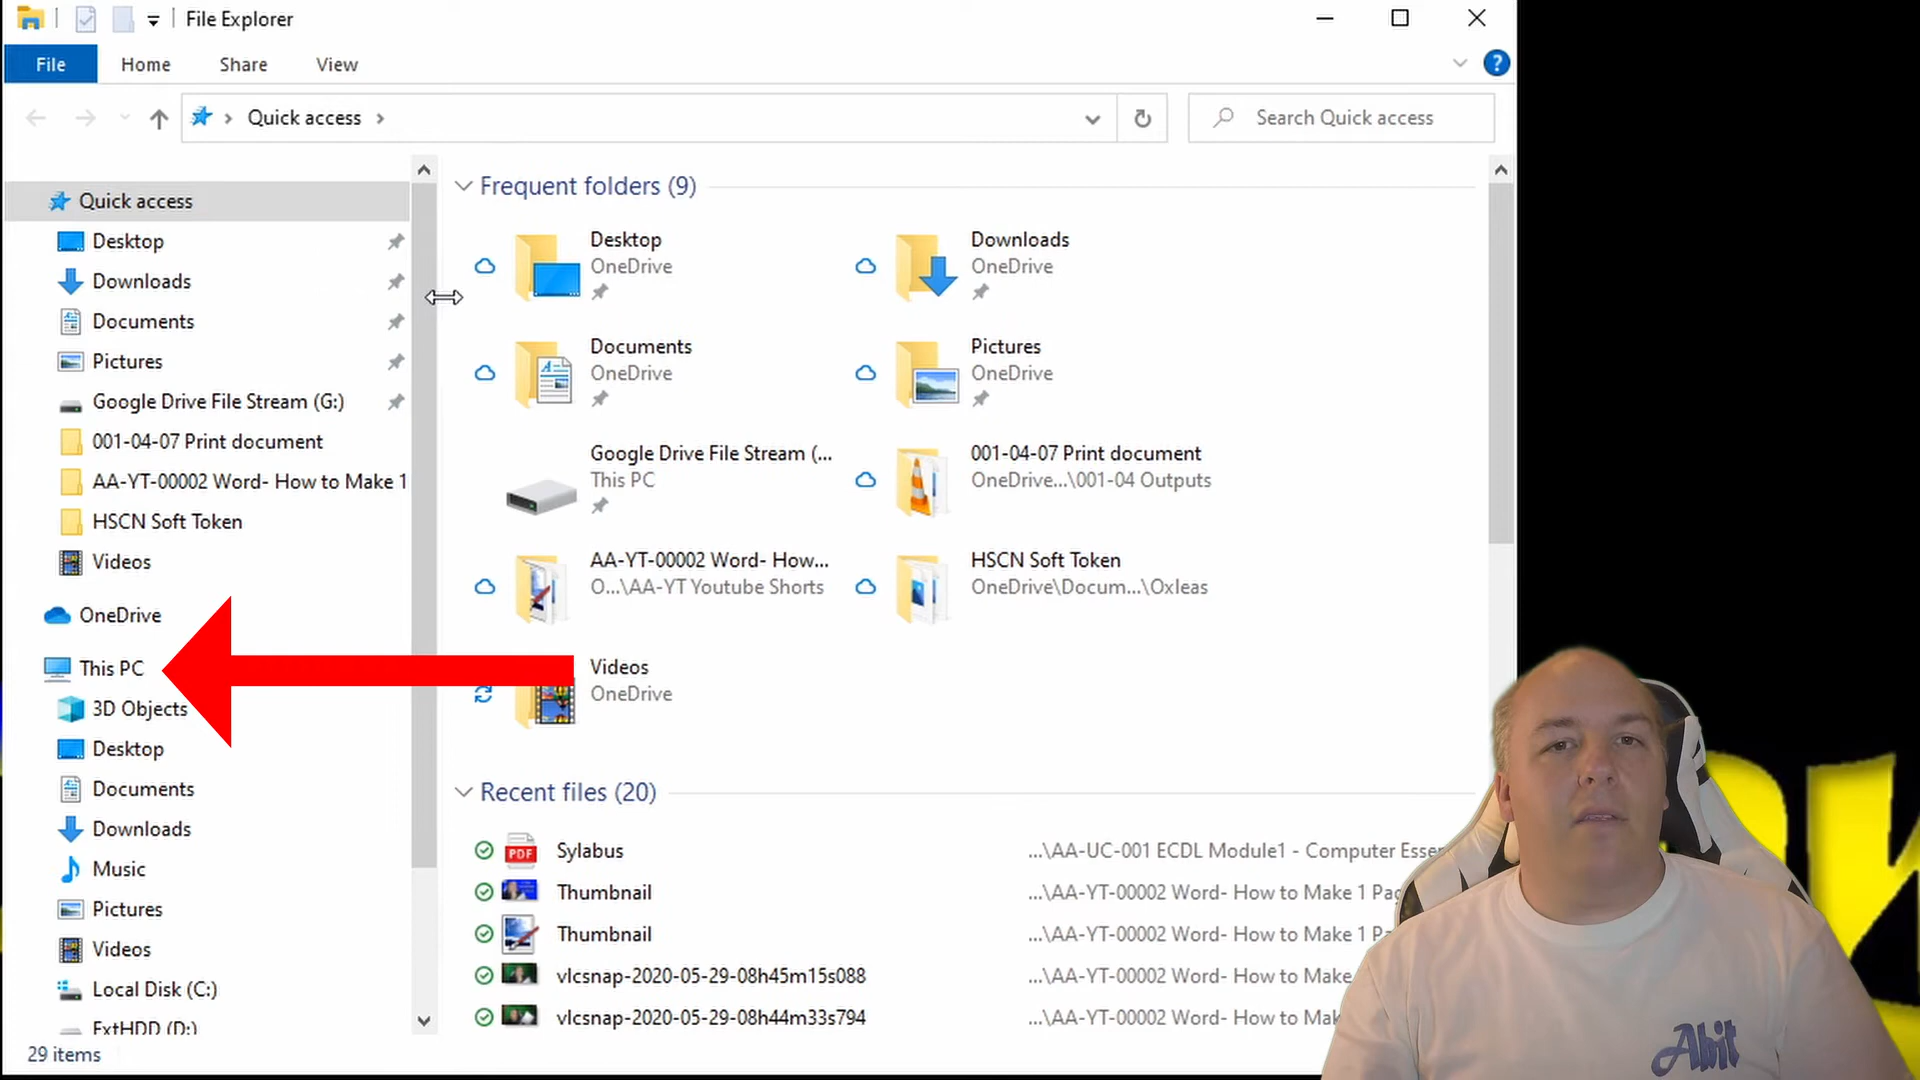 File Explorer
File Home Share View
Quick access
Search Quick access
Quick access
Desktop
Downloads
Documents
Pictures
Google Drive File Stream (G:)
001-04-07 Print document
AA-YT-00002 Word- How to Make 1
HSCN Soft Token
Videos
OneDrive
This PC
3D Objects
Desktop
Documents
Downloads
Music
Pictures
Videos
Local Disk (C:)
ExtHDD (D:)
29 items
Frequent folders (9)
Desktop
OneDrive
Downloads
OneDrive
Documents
OneDrive
Pictures
OneDrive
Google Drive File Stream (...
This PC
001-04-07 Print document
OneDrive...\001-04 Outputs
AA-YT-00002 Word- How...
O...\AA-YT Youtube Shorts
HSCN Soft Token
OneDrive\Docum...\Oxleas
Videos
OneDrive
Recent files (20)
Sylabus ...\AA-UC-001 ECDL Module1 - Computer
Thumbnail ...\AA-YT-00002 Word- How to Make 1
Thumbnail ...\AA-YT-00002 Word- How to Make 1
vlcsnap-2020-05-29-08h45m15s088 ...\AA-YT-00002 Word- How to Make
vlcsnap-2020-05-29-08h44m33s794 ...\AA-YT-00002 Word- How to
PDF
Abit